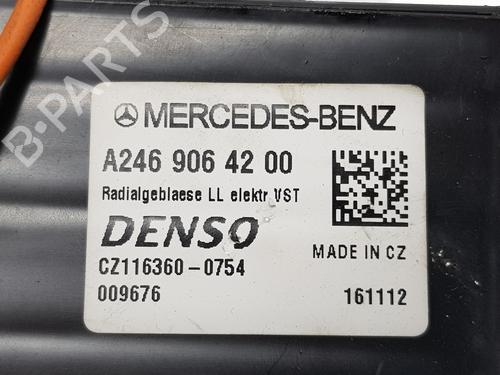 MERCEDES-BENZ
A246 906 42 00
Radialgeblaese LL elektr VST
DENSO
MADE IN CZ
CZ116360-0754
009676
161112
B-PARTS